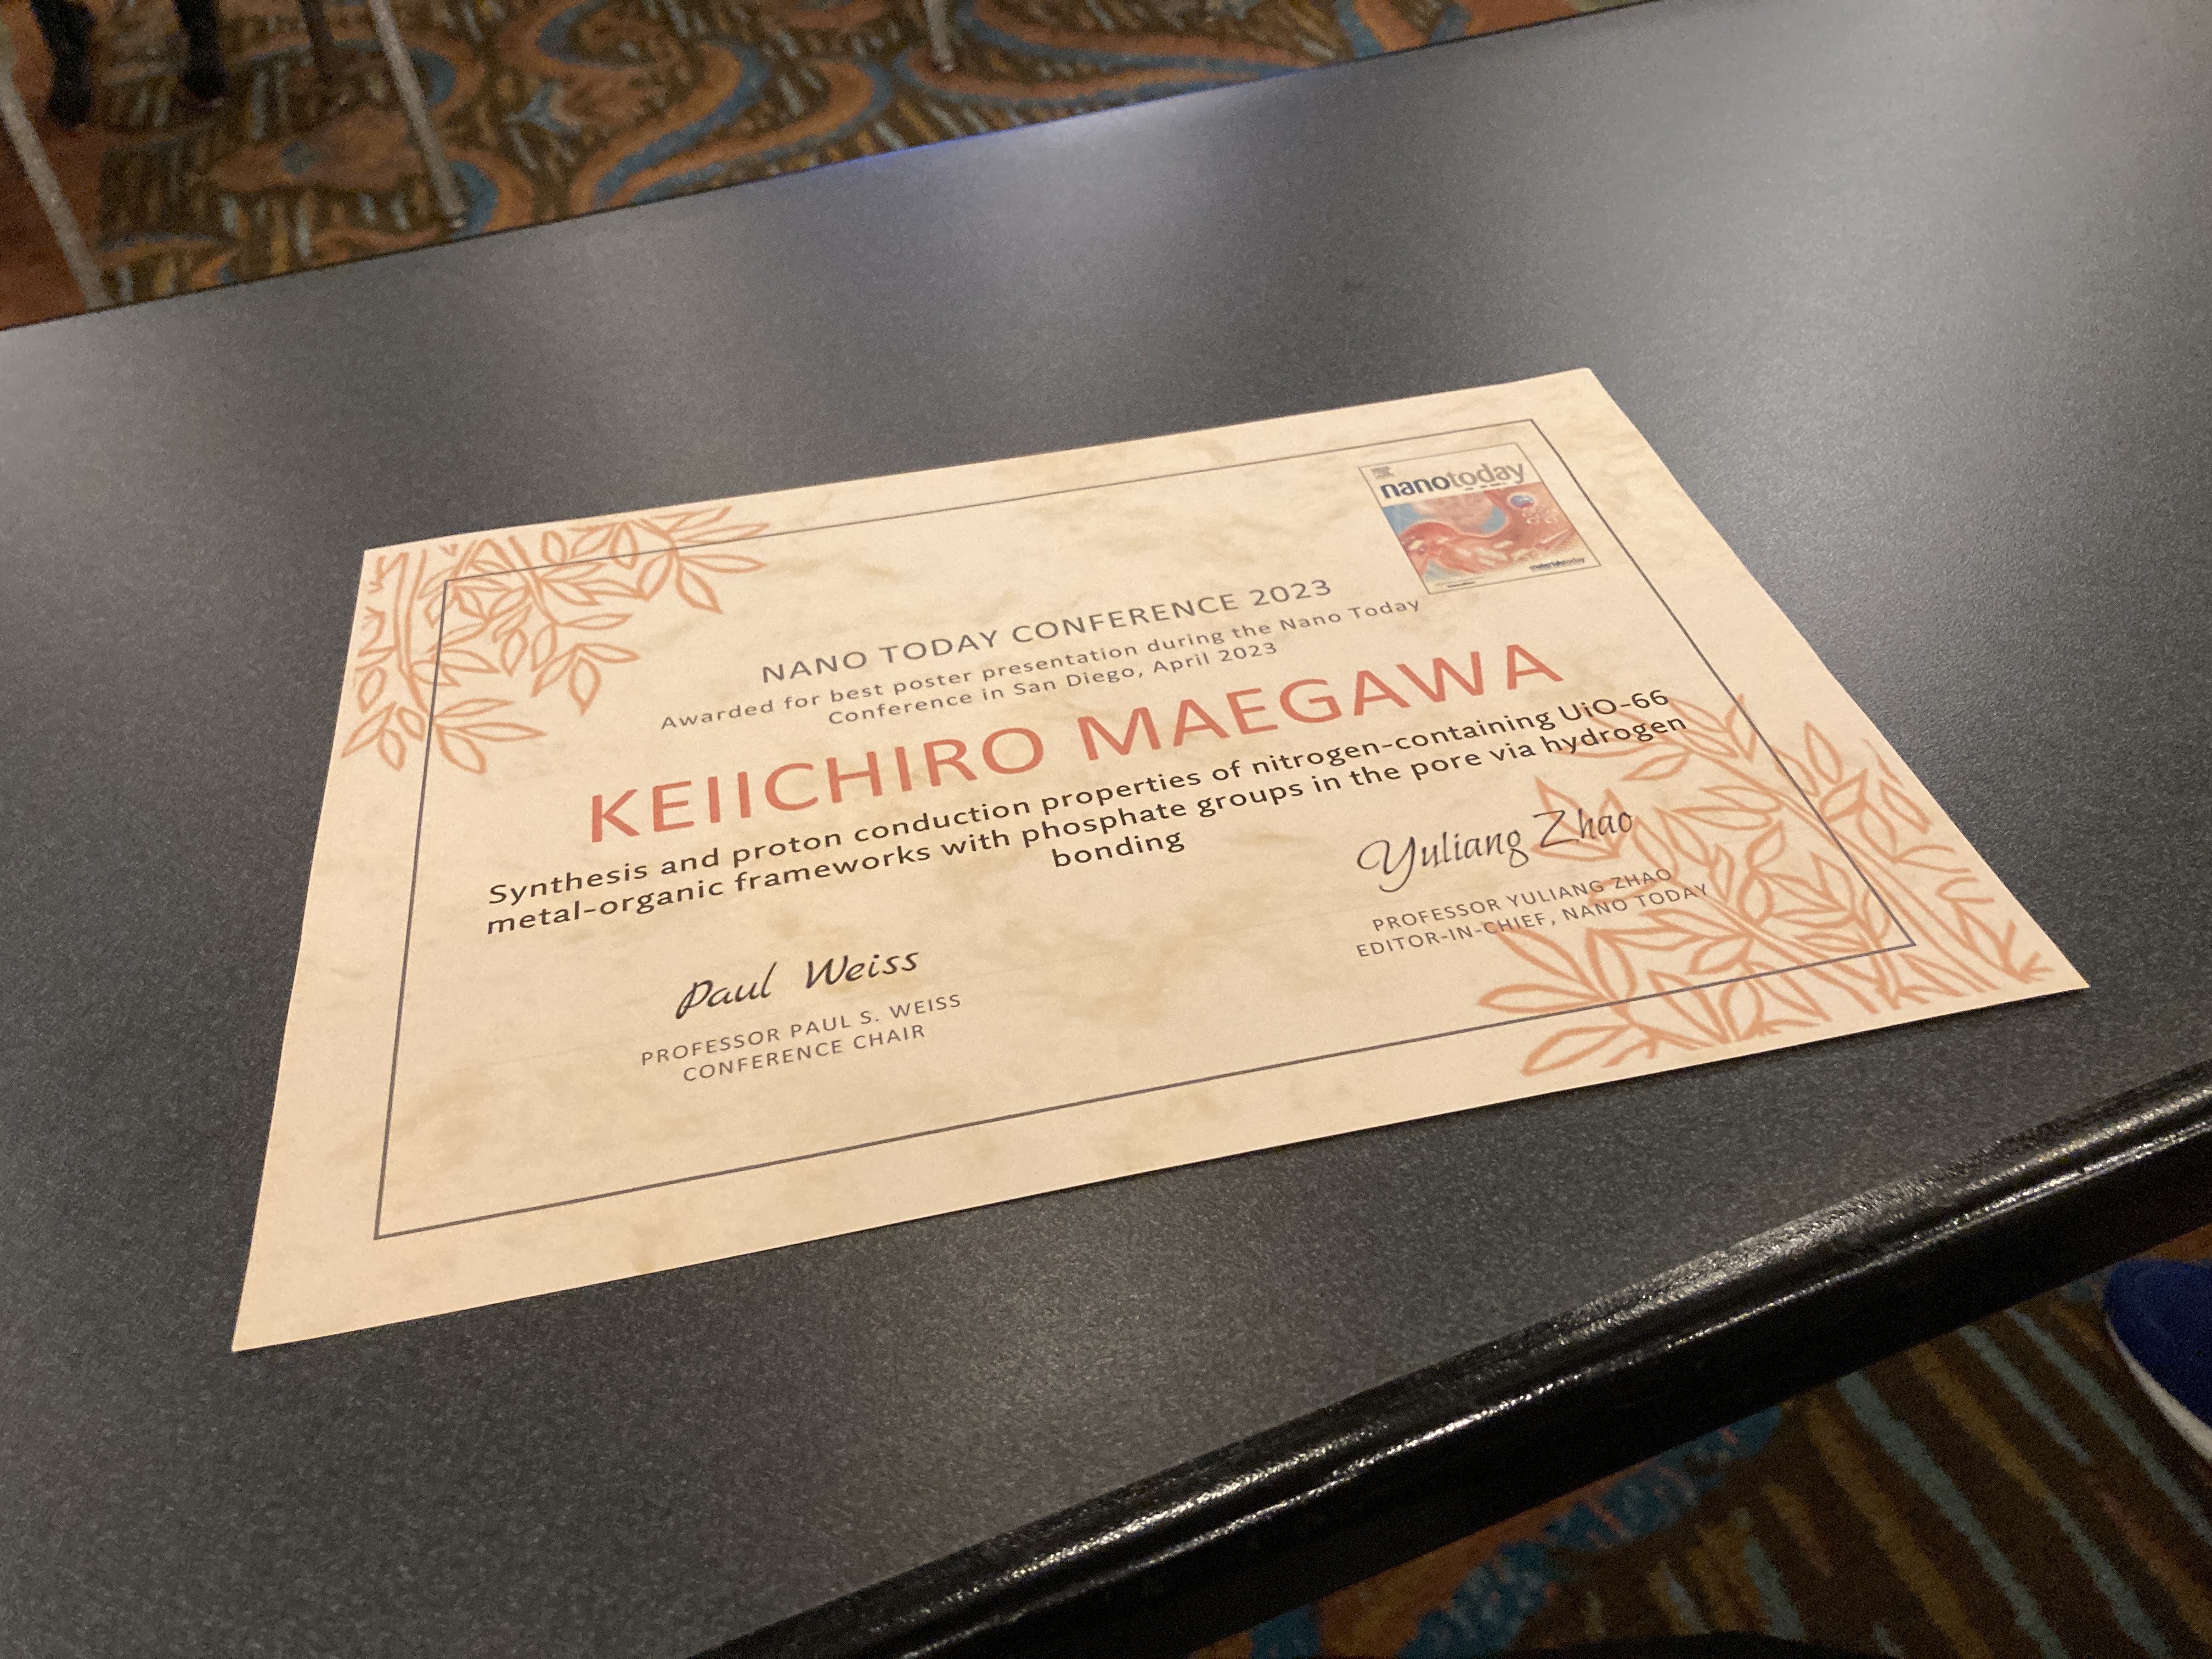 nanotoday
materialstoday
NANO TODAY CONFERENCE 2023
Awarded for best poster presentation during the Nano Today
Conference in San Diego, April 2023
KEIICHIRO MAEGAWA
Synthesis and proton conduction properties of nitrogen-containing UiO-66
metal-organic frameworks with phosphate groups in the pore via hydrogen
bonding
Paul Weiss
PROFESSOR PAUL S. WEISS
CONFERENCE CHAIR
Yuliang Zhao
PROFESSOR YULIANG ZHAO
EDITOR-IN-CHIEF, NANO TODAY